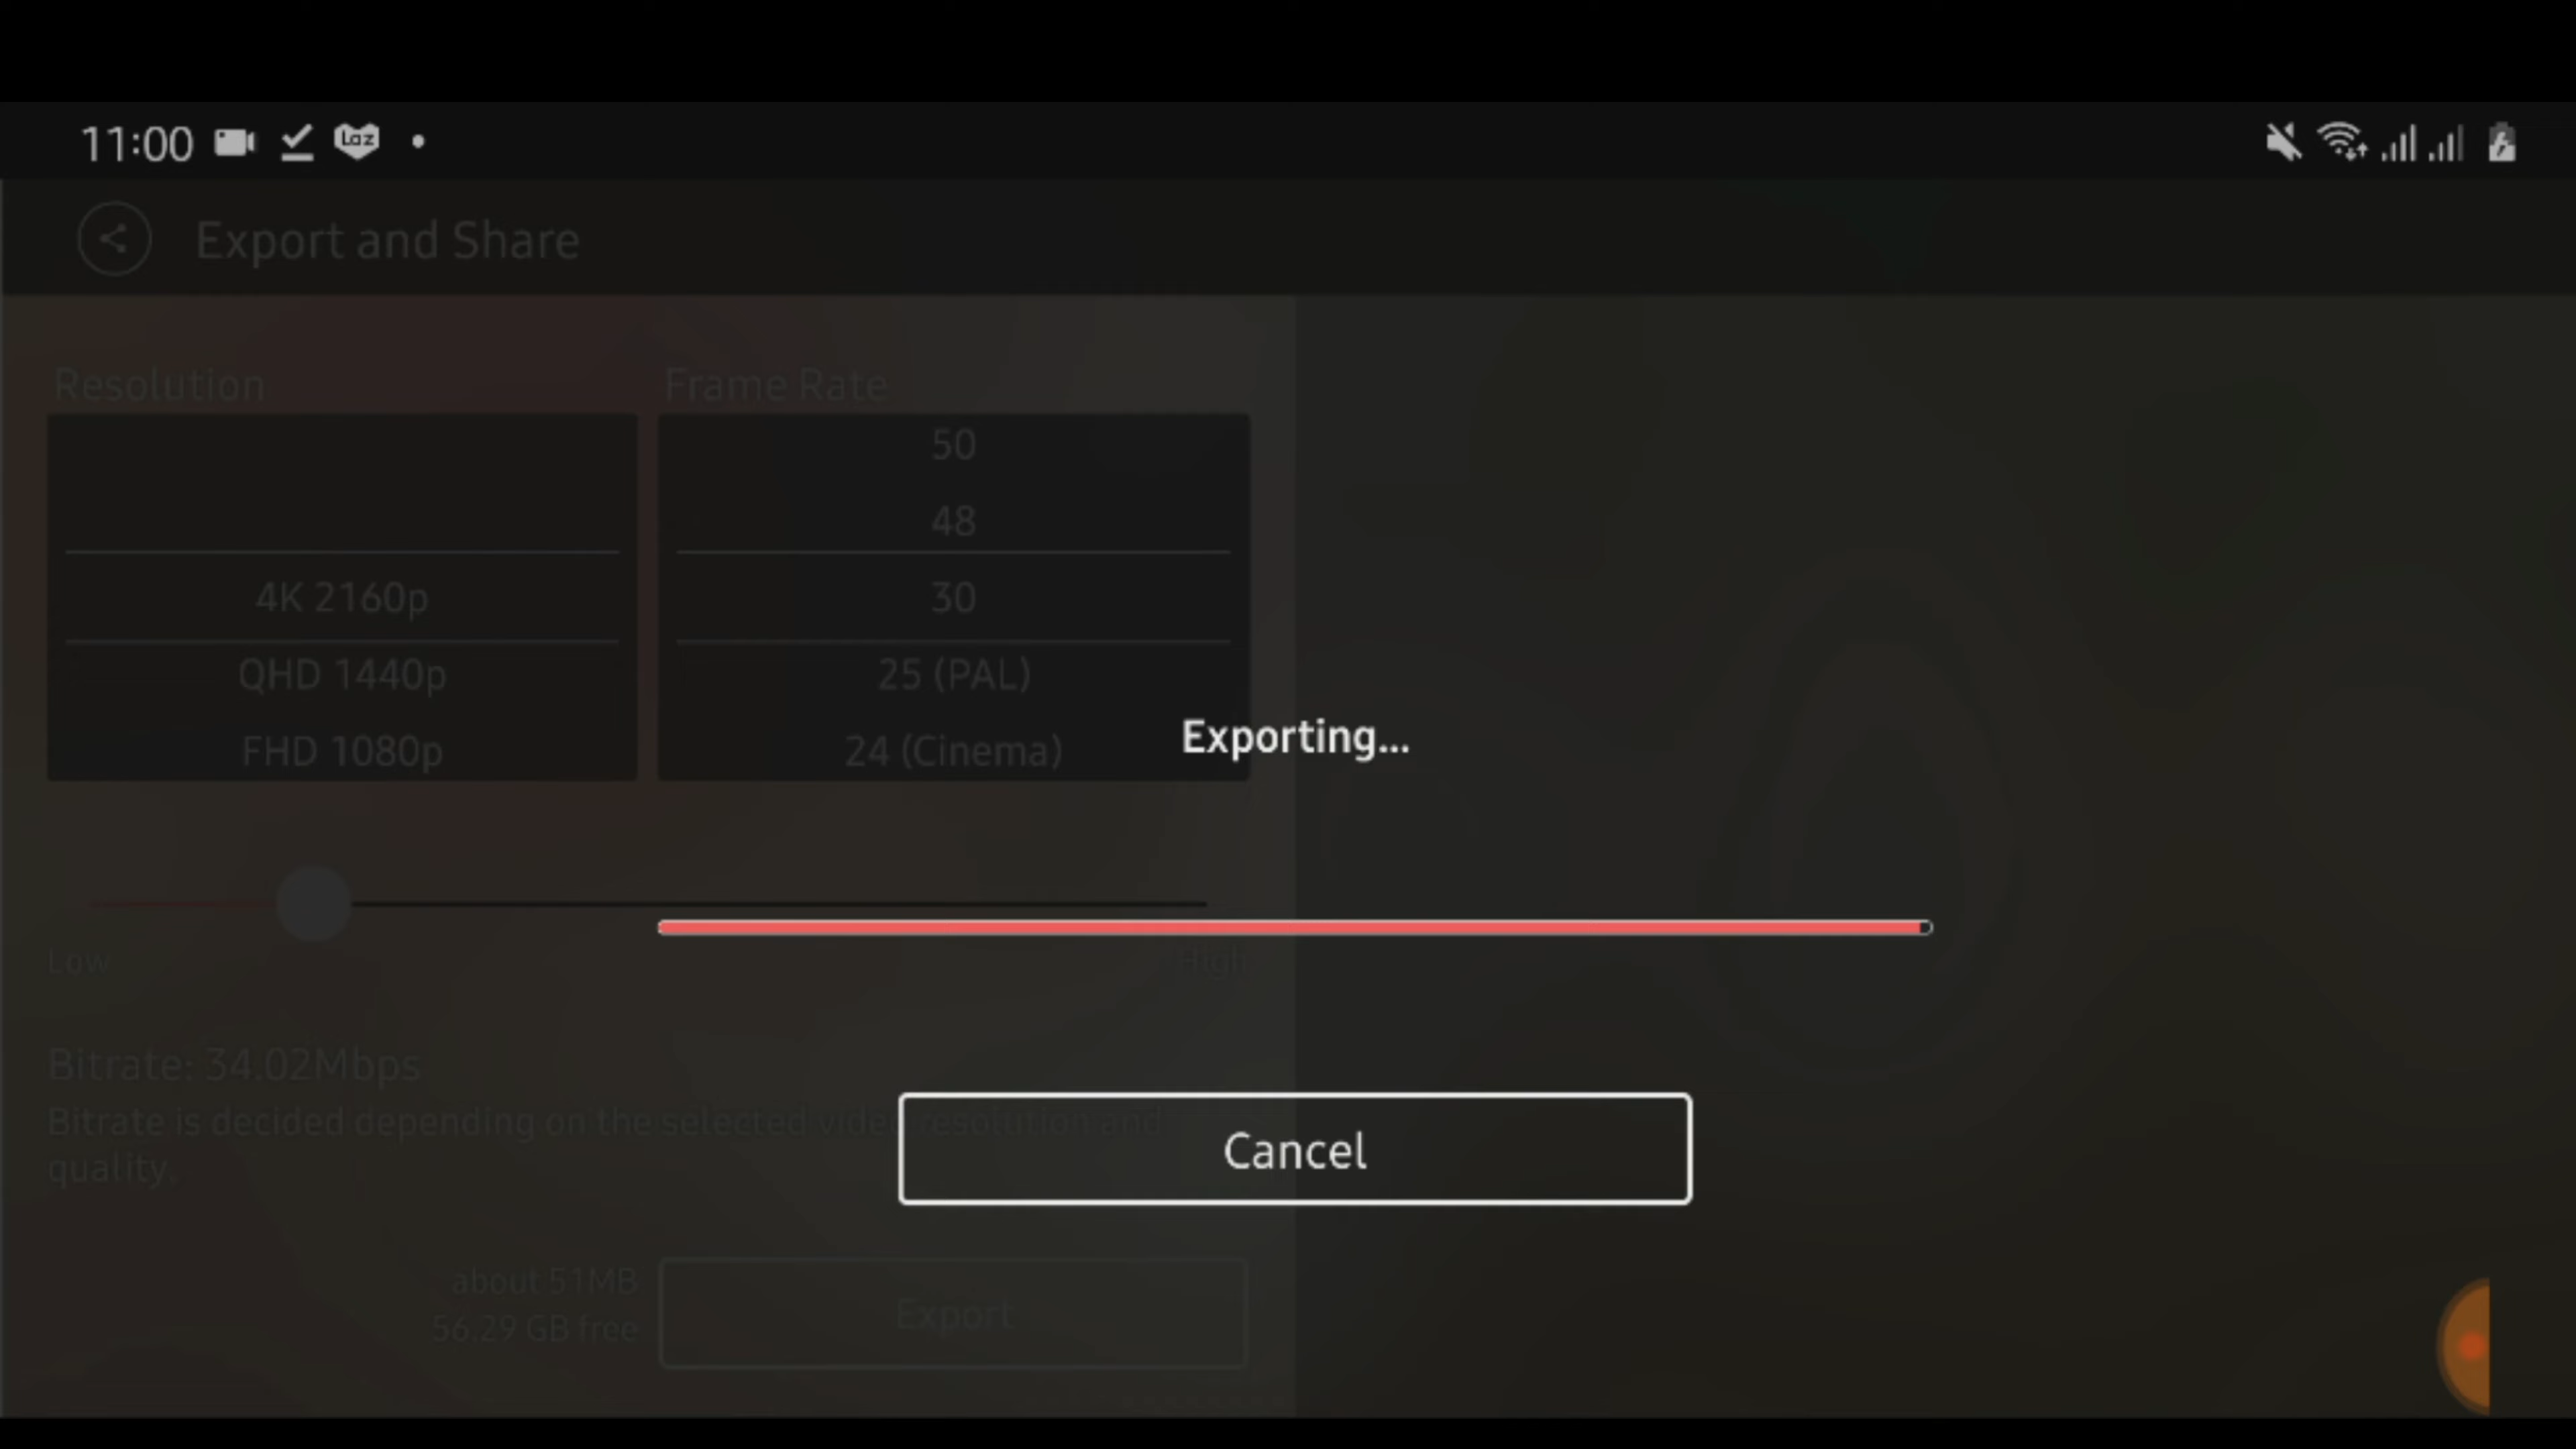 11:00
Laz
Export and Share
Resolution
Frame Rate
50
48
4K 2160p
30
QHD 1440p
25 (PAL)
FHD 1080p
24 (Cinema)
Exporting...
Low
High
Bitrate: 34.02Mbps
Bitrate is decided depending on the selected video resolution and
quality.
Cancel
about 51MB
56.29 GB free
Export